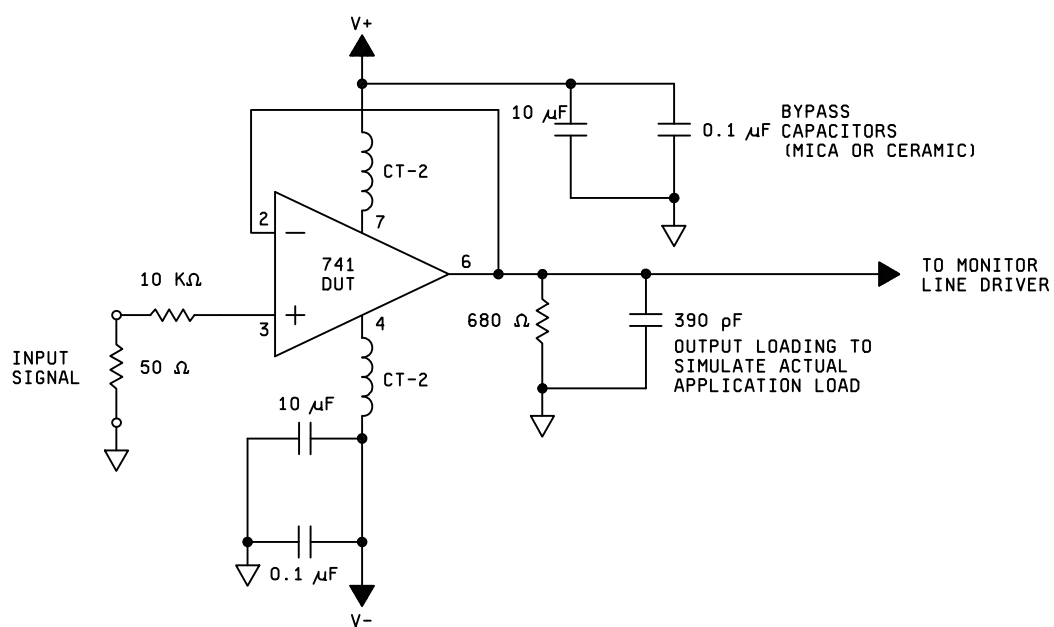 V+
10 µF
0.1 µF
BYPASS
CAPACITORS
(MICA OR CERAMIC)
CT-2
2
7
741
DUT
6
TO MONITOR
LINE DRIVER
10 KΩ
3
4
680 Ω
390 pF
OUTPUT LOADING TO
SIMULATE ACTUAL
APPLICATION LOAD
INPUT
SIGNAL
50 Ω
CT-2
10 µF
0.1 µF
V-